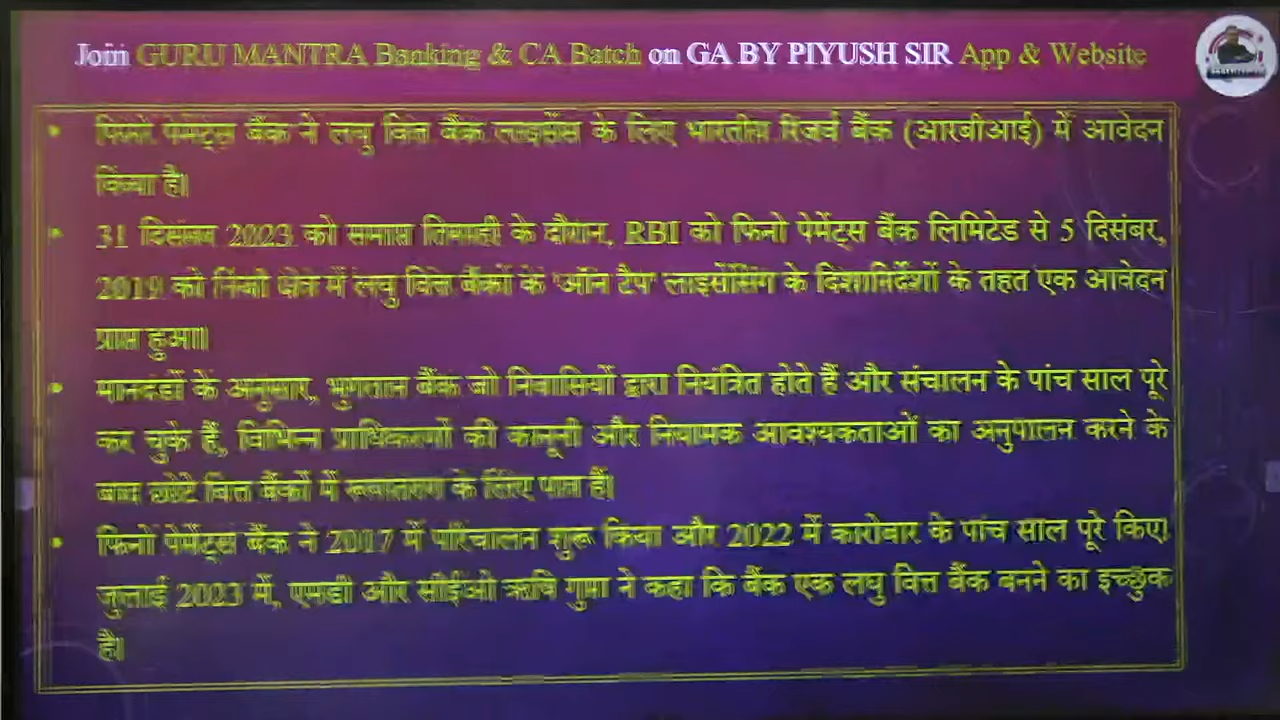 Join GURU MANTRA Banking & CA Batch on GA BY PIYUSH SIR App & Website
फिनो पेमेंट्स बैंक ने लघु वित्त बैंक लाइसेंस के लिए भारतीय रिजर्व बैंक (आरबीआई) में आवेदन
किया है।
31 दिसंबर 2023 को समाप्त तिमाही के दौरान, RBI को फिनो पेमेंट्स बैंक लिमिटेड से 5 दिसंबर,
2019 को निजी क्षेत्र में लघु वित्त बैंकों के 'ऑन टैप' लाइसेंसिंग के दिशानिर्देशों के तहत एक आवेदन
प्राप्त हुआ।
मानदंडों के अनुसार, भुगतान बैंक जो निवासियों द्वारा नियंत्रित होते हैं और संचालन के पांच साल पूरे
कर चुके हैं, विभिन्न प्राधिकरणों की कानूनी और नियामक आवश्यकताओं का अनुपालन करने के
बाद छोटे वित्त बैंकों में रूपांतरण के लिए पात्र हैं।
फिनो पेमेंट्स बैंक ने 2017 में परिचालन शुरू किया और 2022 में कारोबार के पांच साल पूरे किए।
जुलाई 2023 में, एमडी और सीईओ ऋषि गुप्ता ने कहा कि बैंक एक लघु वित्त बैंक बनने का इच्छुक
है।